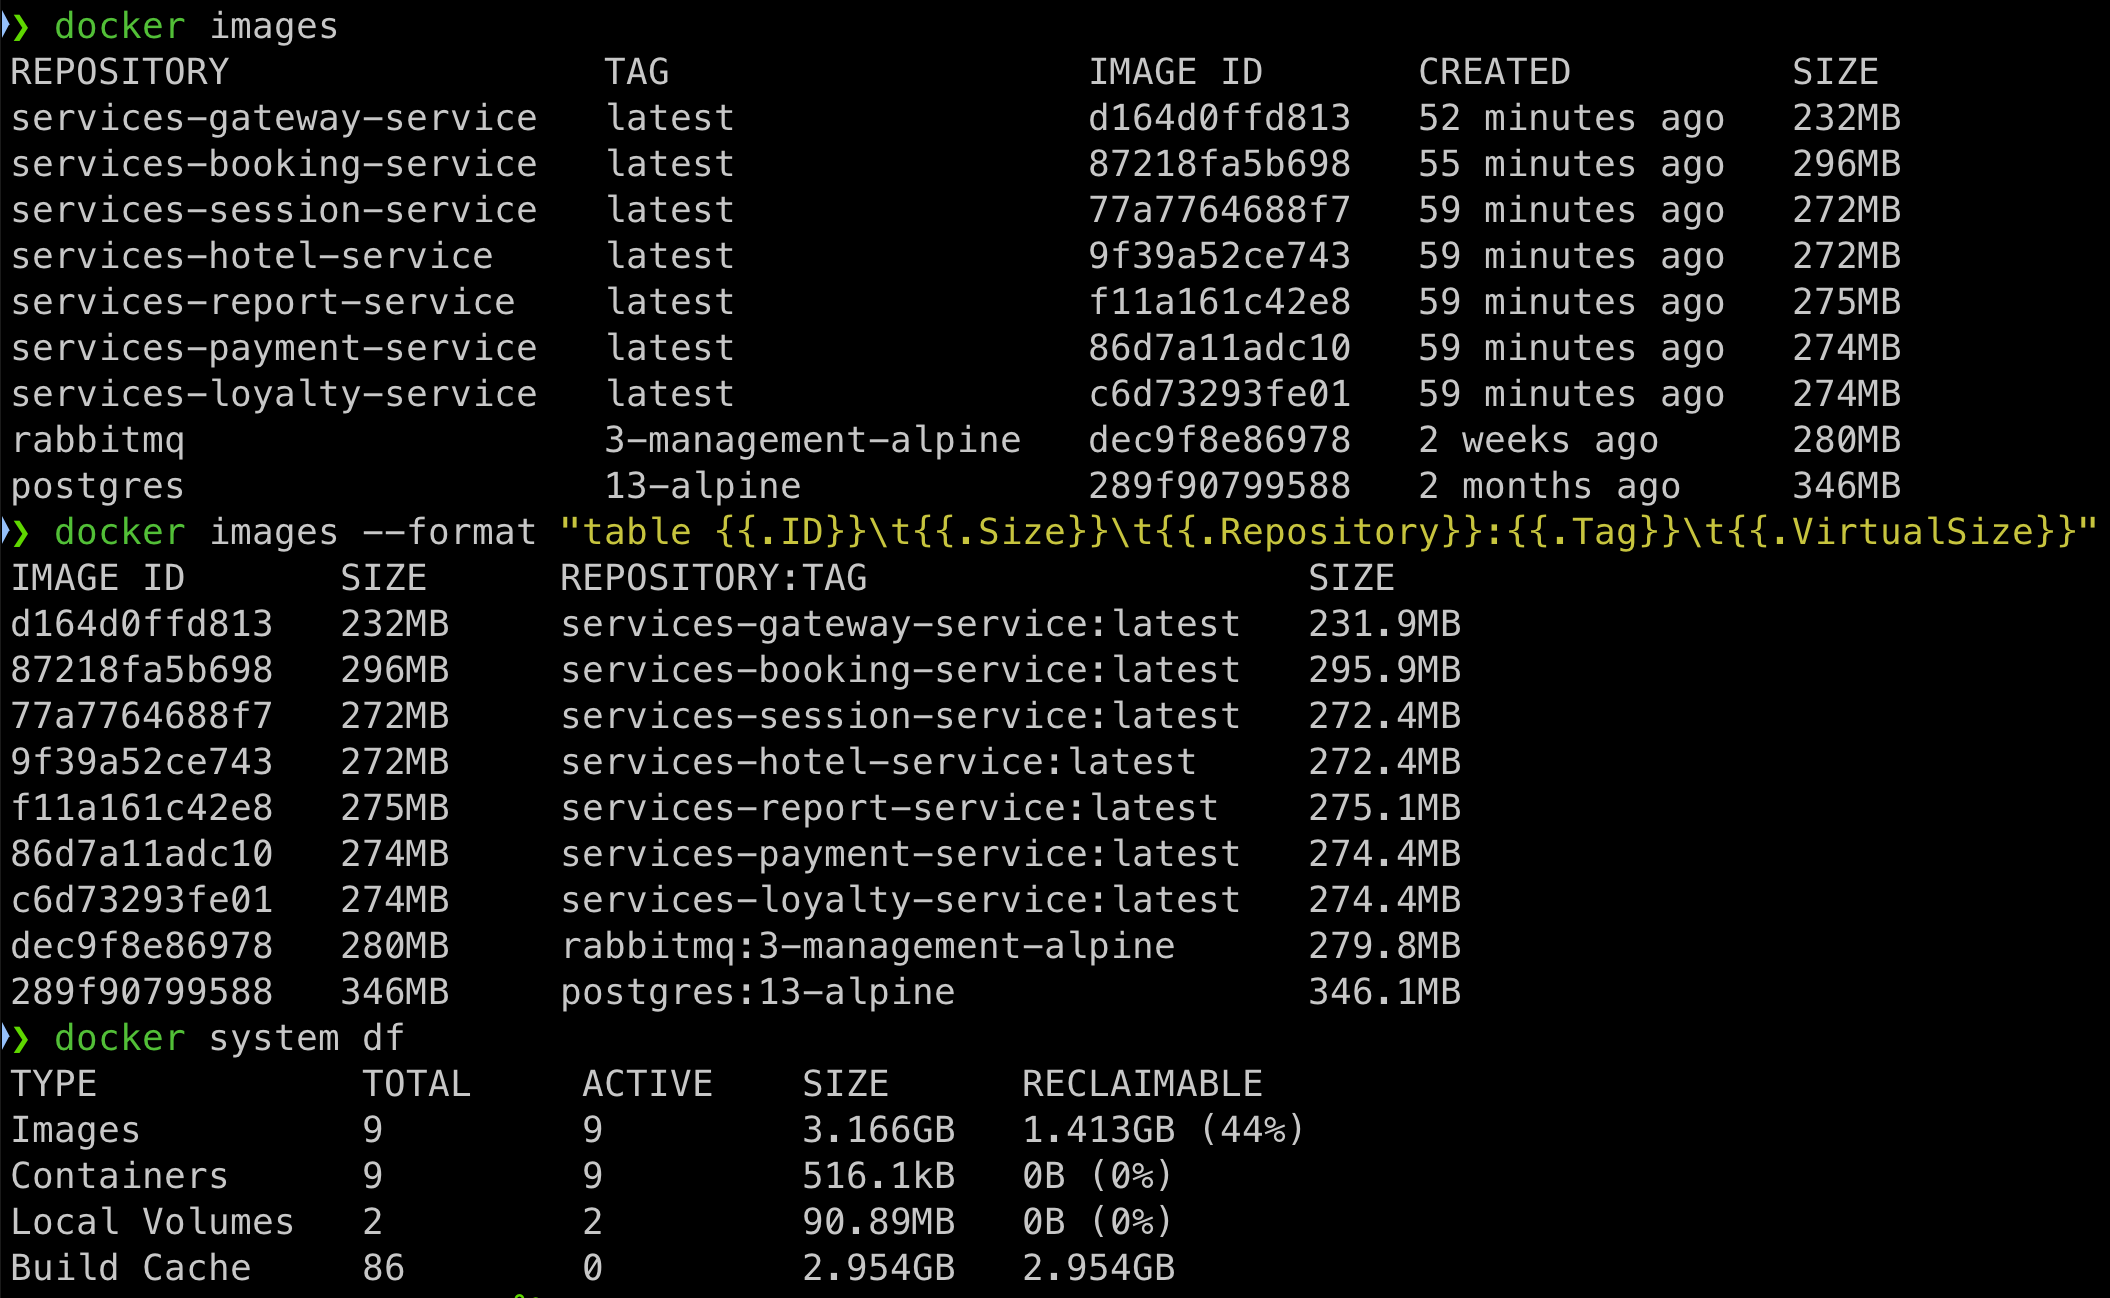 ❯ docker images
REPOSITORY TAG IMAGE ID CREATED SIZE
services-gateway-service latest d164d0ffd813 52 minutes ago 232MB
services-booking-service latest 87218fa5b698 55 minutes ago 296MB
services-session-service latest 77a7764688f7 59 minutes ago 272MB
services-hotel-service latest 9f39a52ce743 59 minutes ago 272MB
services-report-service latest f11a161c42e8 59 minutes ago 275MB
services-payment-service latest 86d7a11adc10 59 minutes ago 274MB
services-loyalty-service latest c6d73293fe01 59 minutes ago 274MB
rabbitmq 3-management-alpine dec9f8e86978 2 weeks ago 280MB
postgres 13-alpine 289f90799588 2 months ago 346MB
❯ docker images --format "table {{.ID}}\t{{.Size}}\t{{.Repository}}:{{.Tag}}\t{{.VirtualSize}}"
IMAGE ID SIZE REPOSITORY:TAG SIZE
d164d0ffd813 232MB services-gateway-service:latest 231.9MB
87218fa5b698 296MB services-booking-service:latest 295.9MB
77a7764688f7 272MB services-session-service:latest 272.4MB
9f39a52ce743 272MB services-hotel-service:latest 272.4MB
f11a161c42e8 275MB services-report-service:latest 275.1MB
86d7a11adc10 274MB services-payment-service:latest 274.4MB
c6d73293fe01 274MB services-loyalty-service:latest 274.4MB
dec9f8e86978 280MB rabbitmq:3-management-alpine 279.8MB
289f90799588 346MB postgres:13-alpine 346.1MB
❯ docker system df
TYPE TOTAL ACTIVE SIZE RECLAIMABLE
Images 9 9 3.166GB 1.413GB (44%)
Containers 9 9 516.1kB 0B (0%)
Local Volumes 2 2 90.89MB 0B (0%)
Build Cache 86 0 2.954GB 2.954GB